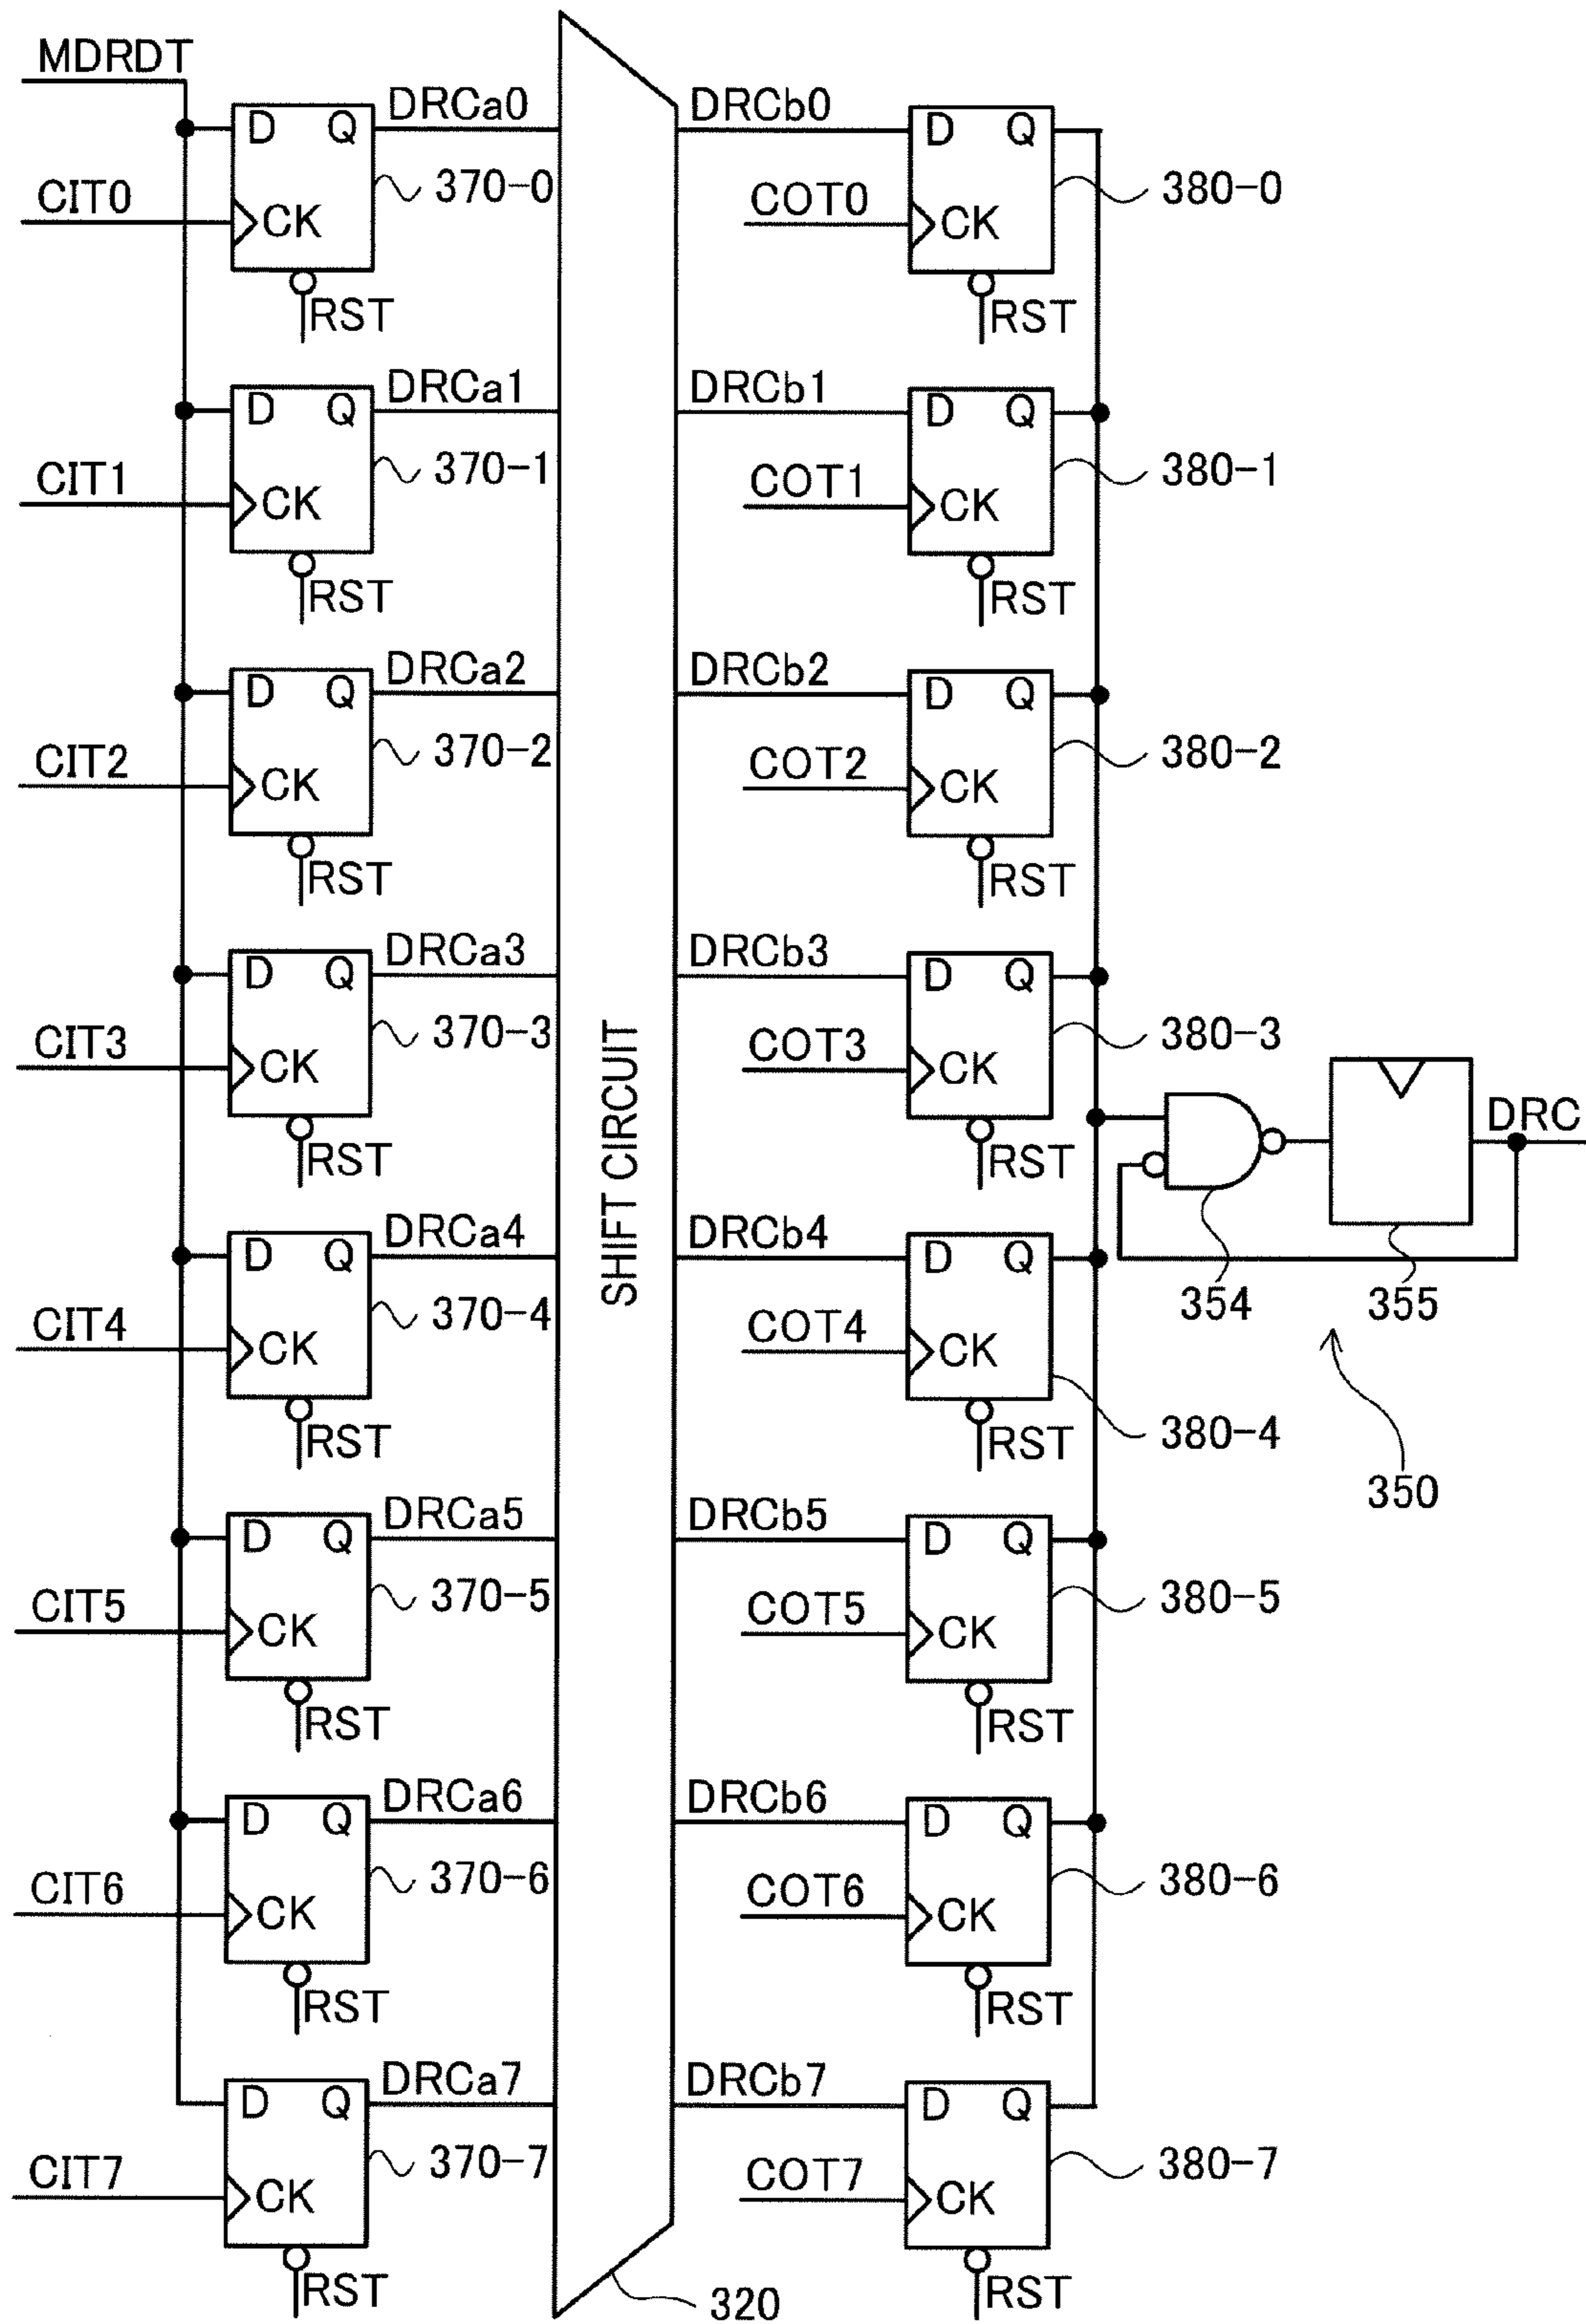 MDRDT
D Q DRCa0 DRCb0 D Q
CIT0 CK 370-0 COT0 CK 380-0
RST RST
D Q DRCa1 DRCb1 D Q
CIT1 CK 370-1 COT1 CK 380-1
RST RST
D Q DRCa2 DRCb2 D Q
CIT2 CK 370-2 COT2 CK 380-2
RST RST
D Q DRCa3 DRCb3 D Q
CIT3 CK 370-3 COT3 CK 380-3
RST RST
SHIFT CIRCUIT
DRC
354 355
350
D Q DRCa4 DRCb4 D Q
CIT4 CK 370-4 COT4 CK 380-4
RST RST
D Q DRCa5 DRCb5 D Q
CIT5 CK 370-5 COT5 CK 380-5
RST RST
D Q DRCa6 DRCb6 D Q
CIT6 CK 370-6 COT6 CK 380-6
RST RST
D Q DRCa7 DRCb7 D Q
CIT7 CK 370-7 COT7 CK 380-7
RST RST
320